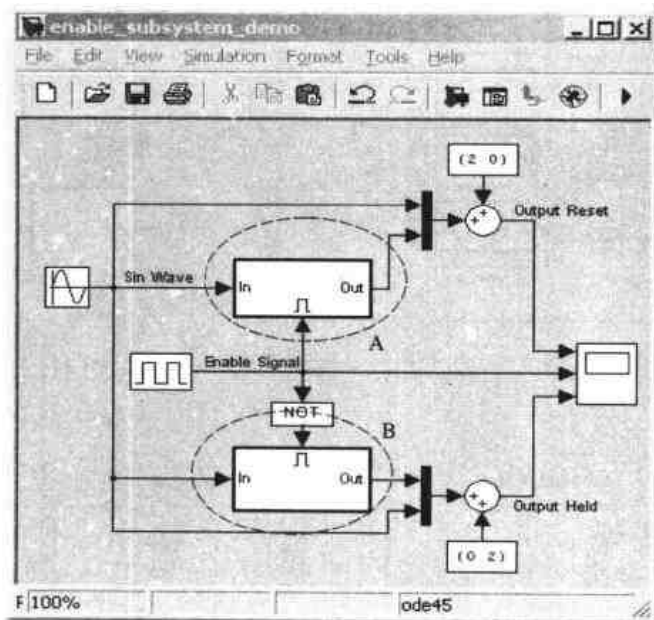 enable_subsystem_demo
File Edit View Simulation Format Tools Help
(2 0)
Output Reset
Sin Wave
In Out
A
Enable Signal
NOT
B
In Out
Output Held
(0 2)
F 100% ode45